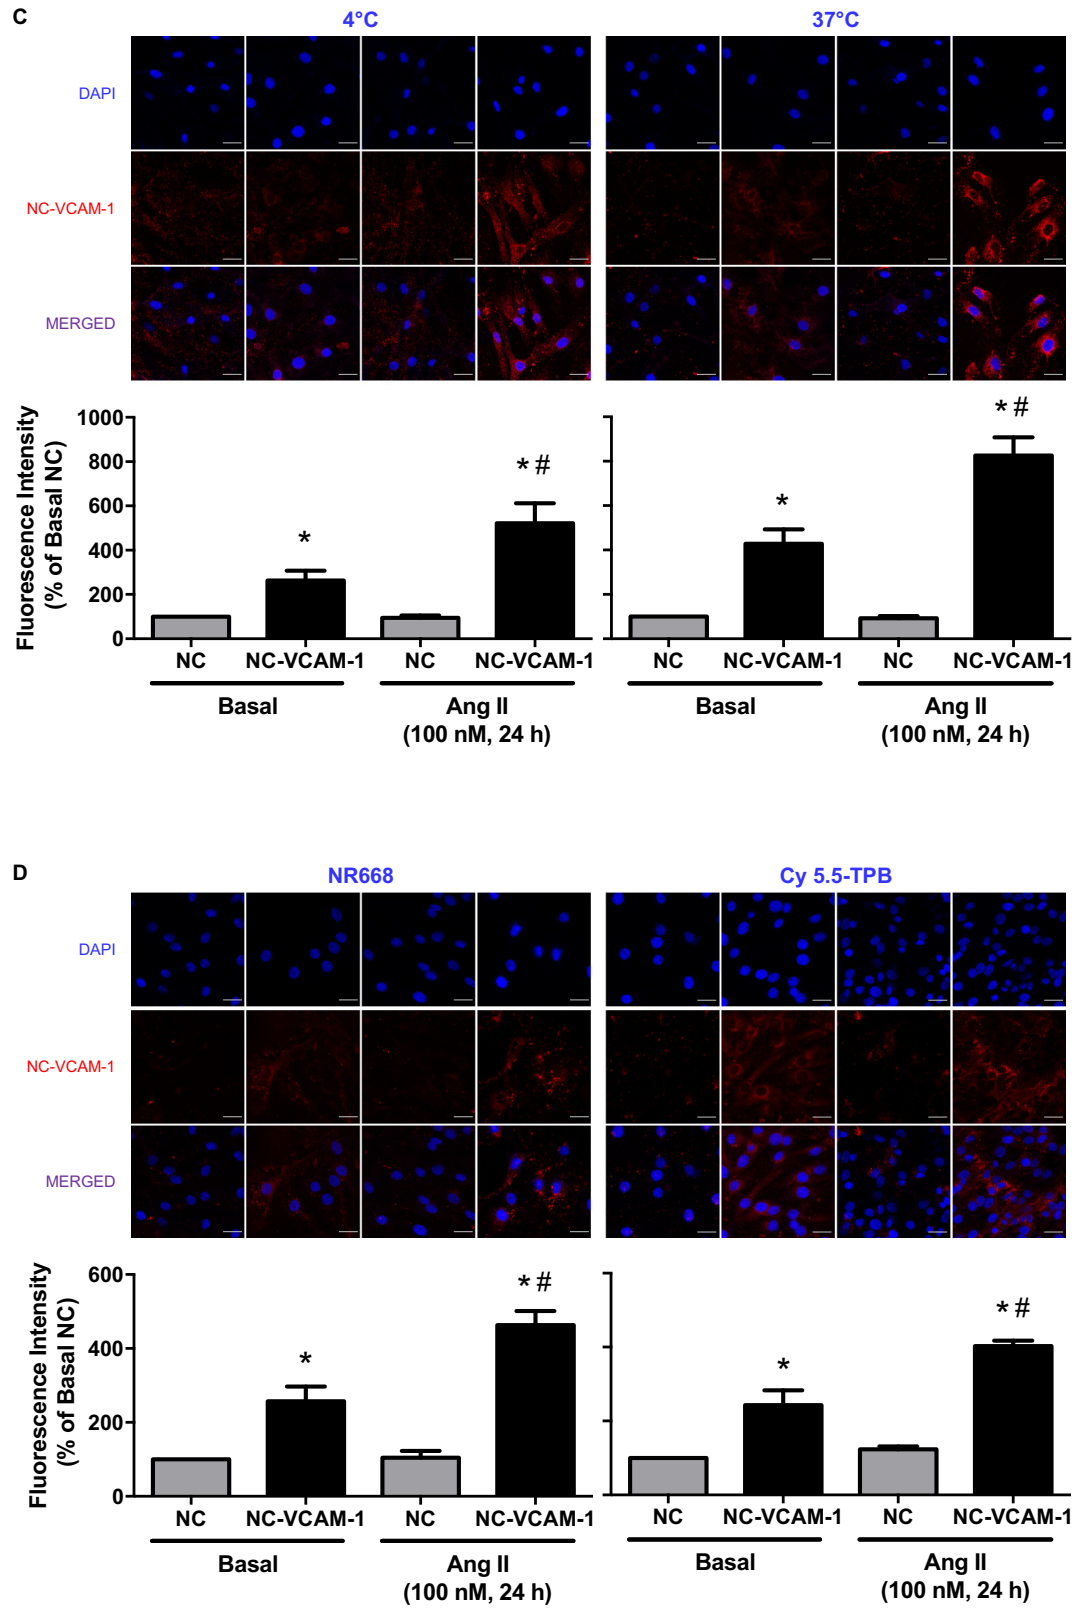 C
4°C
37°C
DAPI
NC-VCAM-1
MERGED
Fluorescence Intensity
(% of Basal NC)
1000
800
600
400
200
0
*
* #
*
* #
NC NC-VCAM-1 NC NC-VCAM-1
NC NC-VCAM-1 NC NC-VCAM-1
Basal
Ang II
(100 nM, 24 h)
Basal
Ang II
(100 nM, 24 h)
D
NR668
Cy 5.5-TPB
DAPI
NC-VCAM-1
MERGED
Fluorescence Intensity
(% of Basal NC)
600
400
200
0
*
* #
*
* #
NC NC-VCAM-1 NC NC-VCAM-1
NC NC-VCAM-1 NC NC-VCAM-1
Basal
Ang II
(100 nM, 24 h)
Basal
Ang II
(100 nM, 24 h)